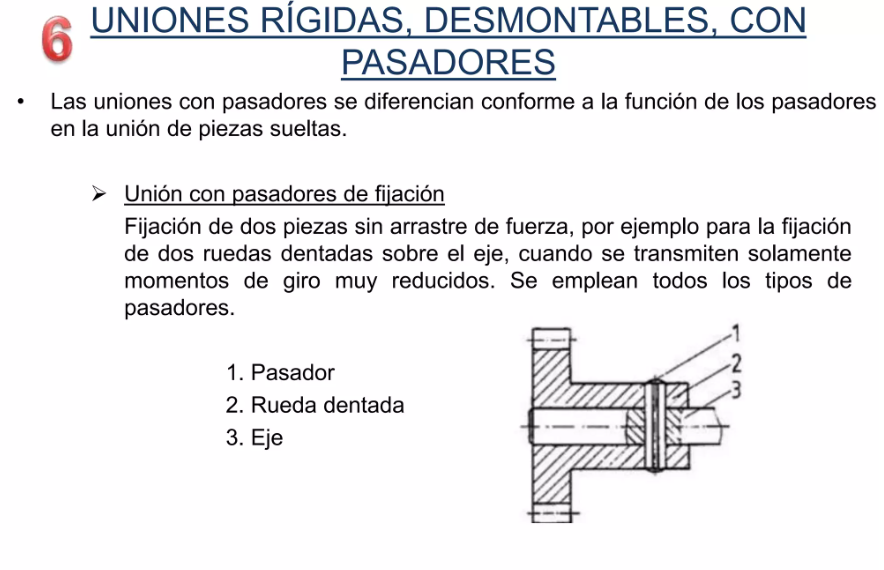 6
UNIONES RÍGIDAS, DESMONTABLES, CON
PASADORES
• Las uniones con pasadores se diferencian conforme a la función de los pasadores
en la unión de piezas sueltas.
➢ Unión con pasadores de fijación
Fijación de dos piezas sin arrastre de fuerza, por ejemplo para la fijación
de dos ruedas dentadas sobre el eje, cuando se transmiten solamente
momentos de giro muy reducidos. Se emplean todos los tipos de
pasadores.
1. Pasador
2. Rueda dentada
3. Eje
1
2
3